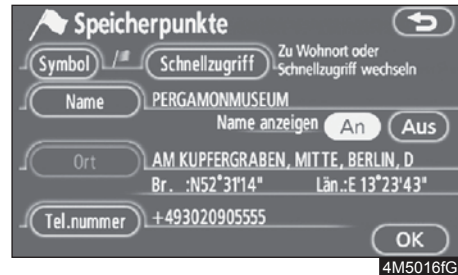 Speicherpunkte
Symbol
Schnellzugriff
Zu Wohnort oder
Schnellzugriff wechseln
Name
PERGAMONMUSEUM
Name anzeigen
An
Aus
Ort
AM KUPFERGRABEN, MITTE, BERLIN, D
Br. :N52°31'14" Län.:E 13°23'43"
Tel.nummer
+493020905555
OK
4M5016fG